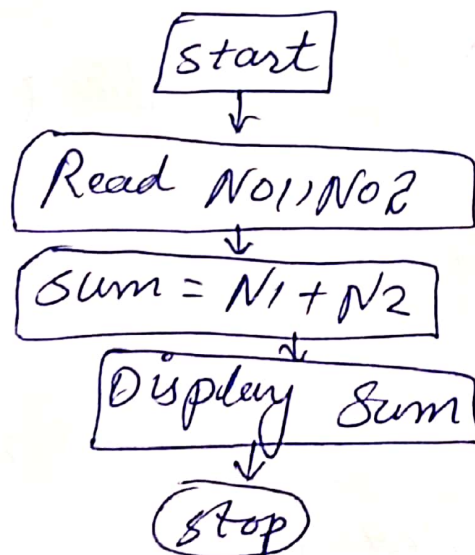 start
Read No1,,No2
sum = N1 + N2
Display Sum
stop